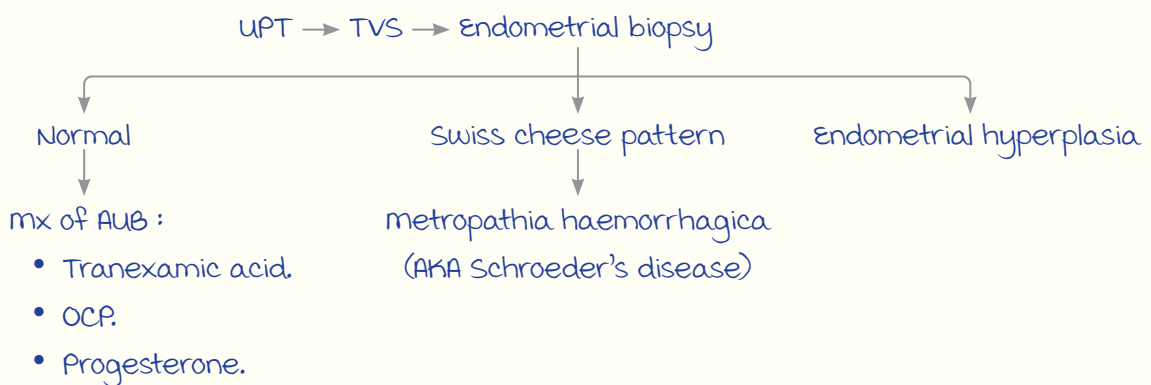 UPT → TVS → Endometrial biopsy
Normal
Swiss cheese pattern
Endometrial hyperplasia
Mx of AUB :
• Tranexamic acid.
• OCP.
• Progesterone.
Metropathia haemorrhagica
(AKA Schroeder's disease)